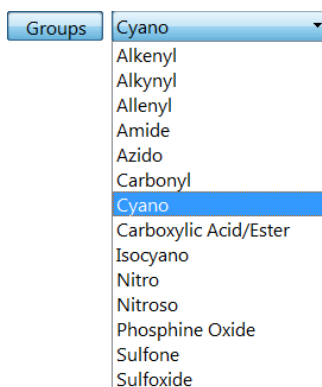 Groups Cyano
Alkenyl
Alkynyl
Allenyl
Amide
Azido
Carbonyl
Cyano
Carboxylic Acid/Ester
Isocyano
Nitro
Nitroso
Phosphine Oxide
Sulfone
Sulfoxide